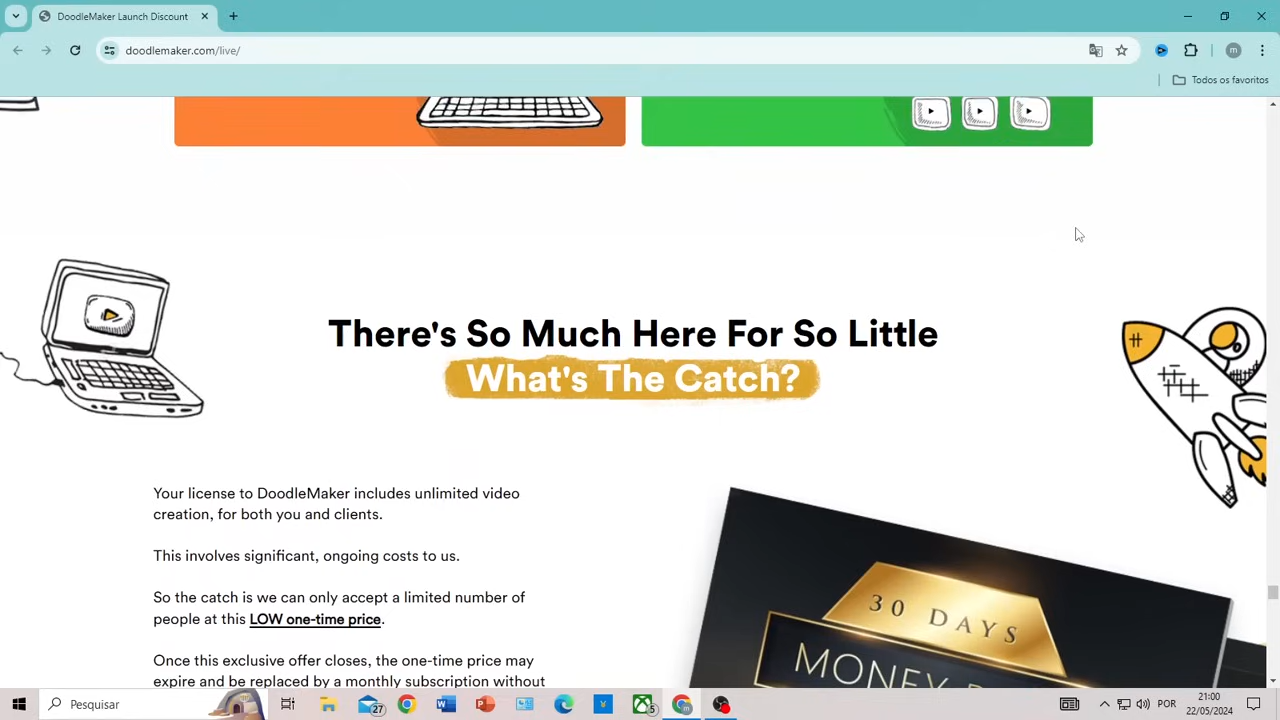 DoodleMaker Launch Discount
doodlemaker.com/live/
m
Todos os favoritos
There's So Much Here For So Little
What's The Catch?
Your license to DoodleMaker includes unlimited video
creation, for both you and clients.
This involves significant, ongoing costs to us.
So the catch is we can only accept a limited number of
people at this LOW one-time price.
Once this exclusive offer closes, the one-time price may
expire and be replaced by a monthly subscription without
30 DAYS
MONEY
Pesquisar
27
5
POR
21:00
22/05/2024